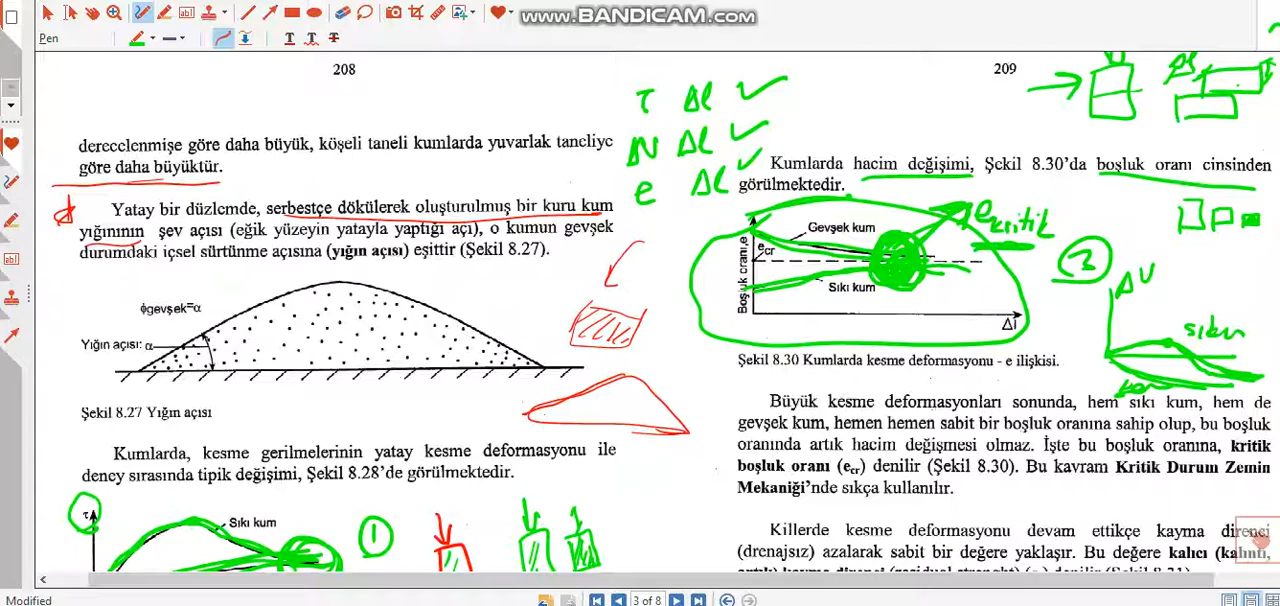 www.BANDICAM.com
Pen
208
derecelenmişe göre daha büyük, köşeli taneli kumlarda yuvarlak taneliye
göre daha büyüktür.
Yatay bir düzlemde, serbestçe dökülerek oluşturulmuş bir kuru kum
yığınının şev açısı (eğik yüzeyin yatayla yaptığı açı), o kumun gevşek
durumdaki içsel sürtünme açısına (yığın açısı) eşittir (Şekil 8.27).
ϕgevşek=α
Yığın açısı: α
Şekil 8.27 Yığın açısı
Kumlarda, kesme gerilmelerinin yatay kesme deformasyonu ile
deney sırasında tipik değişimi, Şekil 8.28'de görülmektedir.
τ
Sıkı kum
1
τ Δl
ΔV Δl
e Δl
209
Kumlarda hacim değişimi, Şekil 8.30'da boşluk oranı cinsinden
görülmektedir.
Gevşek kum
e kritik
ecr
Boşluk oranı,e
Sıkı kum
Δl
3
ΔV
sıkı
Şekil 8.30 Kumlarda kesme deformasyonu - e ilişkisi.
Büyük kesme deformasyonları sonunda, hem sıkı kum, hem de
gevşek kum, hemen hemen sabit bir boşluk oranına sahip olup, bu boşluk
oranında artık hacim değişmesi olmaz. İşte bu boşluk oranına, kritik
boşluk oranı (ecr) denilir (Şekil 8.30). Bu kavram Kritik Durum Zemin
Mekaniği'nde sıkça kullanılır.
Killerde kesme deformasyonu devam ettikçe kayma direnci
(drenajsız) azalarak sabit bir değere yaklaşır. Bu değere kalıcı (kalıntı,
Modified
3 of 8